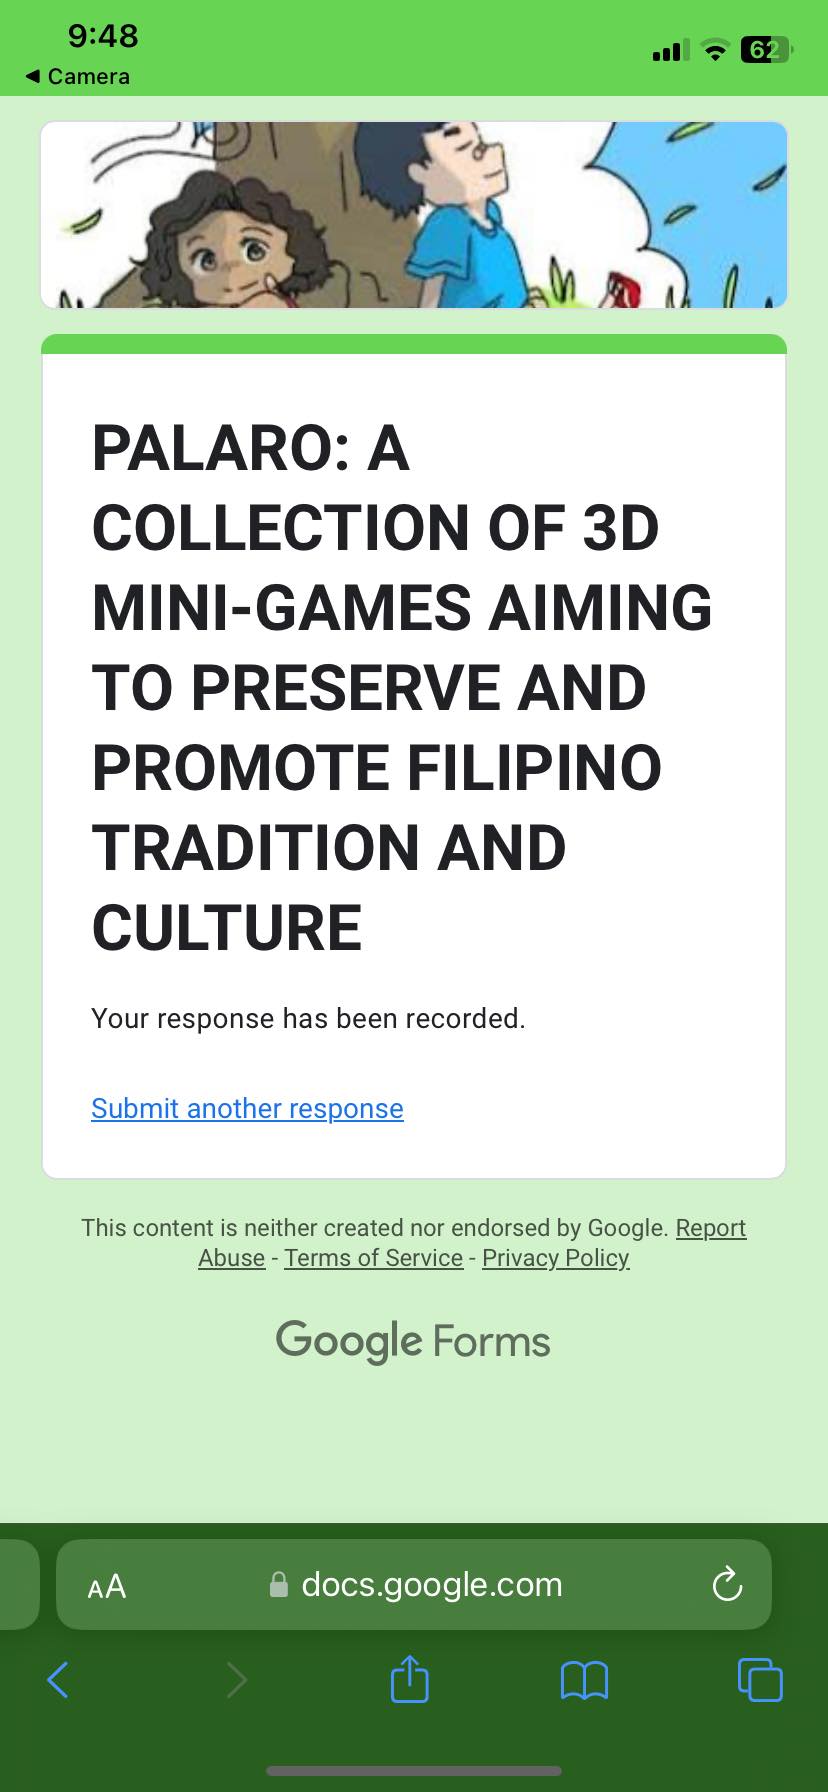 9:48
62
◀ Camera
PALARO: A
COLLECTION OF 3D
MINI-GAMES AIMING
TO PRESERVE AND
PROMOTE FILIPINO
TRADITION AND
CULTURE
Your response has been recorded.
Submit another response
This content is neither created nor endorsed by Google. Report
Abuse - Terms of Service - Privacy Policy
Google Forms
AA docs.google.com